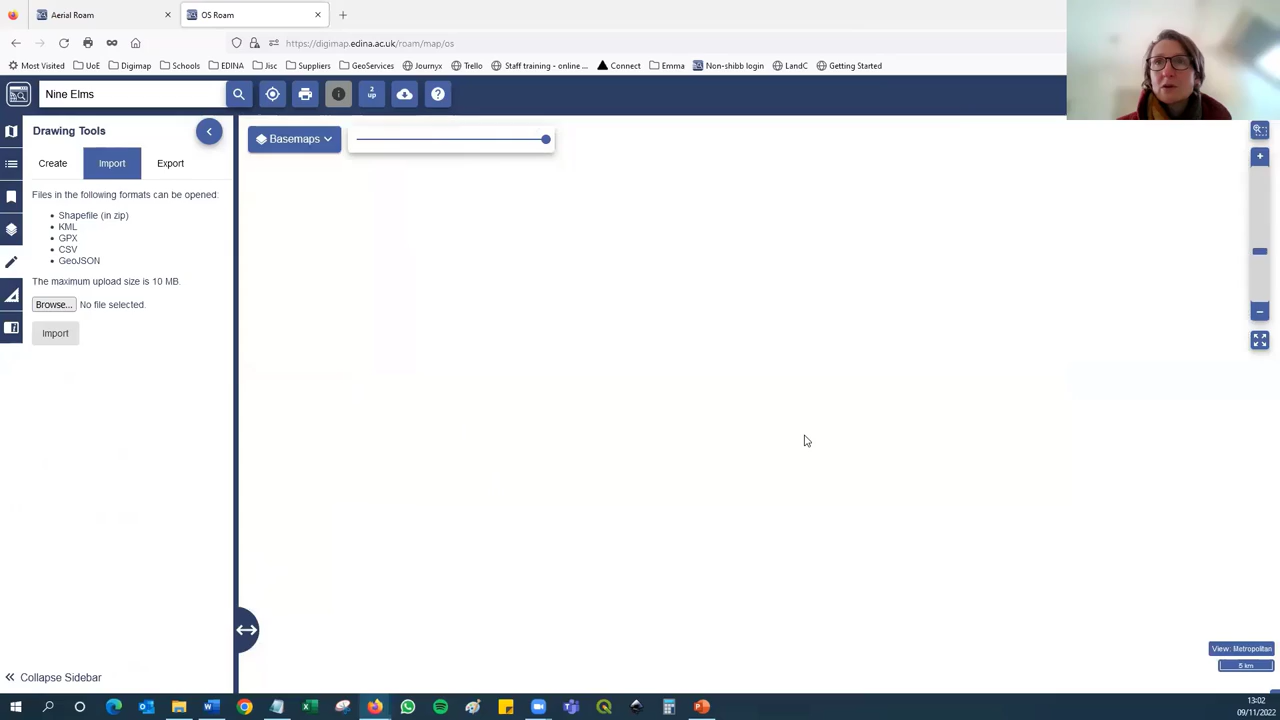 Aerial Roam
OS Roam
https://digimap.edina.ac.uk/roam/map/os
Most Visited UoE Digimap Schools EDINA Jisc Suppliers GeoServices Journyx Trello Staff training - online ... Connect Emma Non-shibb login LandC Getting Started
Nine Elms
2
up
Drawing Tools
Basemaps
Create Import Export
Files in the following formats can be opened:
Shapefile (in zip)
KML
GPX
CSV
GeoJSON
The maximum upload size is 10 MB.
Browse... No file selected.
Import
View: Metropolitan
5 km
Collapse Sidebar
13:02
09/11/2022